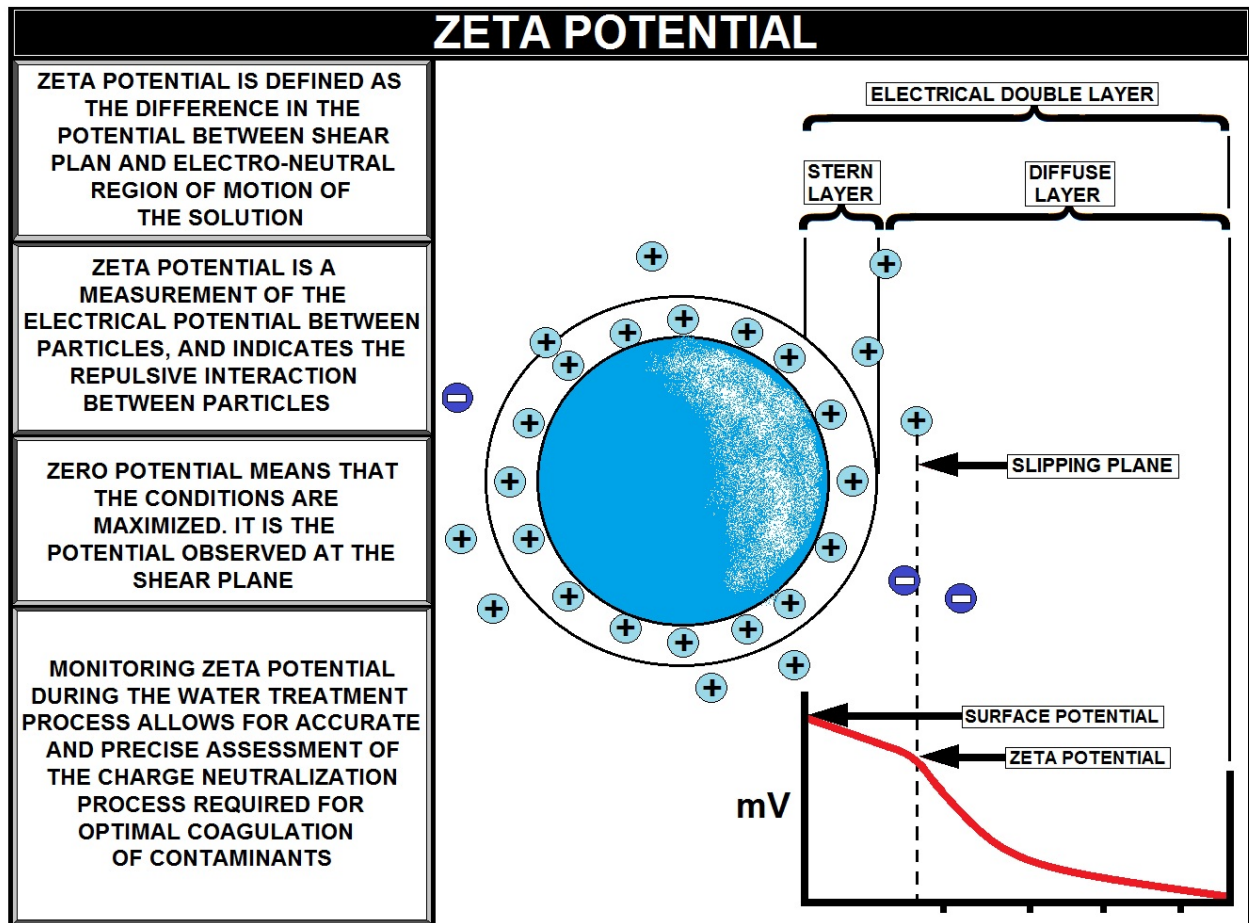 ZETA POTENTIAL
ZETA POTENTIAL IS DEFINED AS
THE DIFFERENCE IN THE
POTENTIAL BETWEEN SHEAR
PLAN AND ELECTRO-NEUTRAL
REGION OF MOTION OF
THE SOLUTION
ZETA POTENTIAL IS A
MEASUREMENT OF THE
ELECTRICAL POTENTIAL BETWEEN
PARTICLES, AND INDICATES THE
REPULSIVE INTERACTION
BETWEEN PARTICLES
ZERO POTENTIAL MEANS THAT
THE CONDITIONS ARE
MAXIMIZED. IT IS THE
POTENTIAL OBSERVED AT THE
SHEAR PLANE
MONITORING ZETA POTENTIAL
DURING THE WATER TREATMENT
PROCESS ALLOWS FOR ACCURATE
AND PRECISE ASSESSMENT OF
THE CHARGE NEUTRALIZATION
PROCESS REQUIRED FOR
OPTIMAL COAGULATION
OF CONTAMINANTS
ELECTRICAL DOUBLE LAYER
STERN
LAYER
DIFFUSE
LAYER
SLIPPING PLANE
SURFACE POTENTIAL
ZETA POTENTIAL
mV